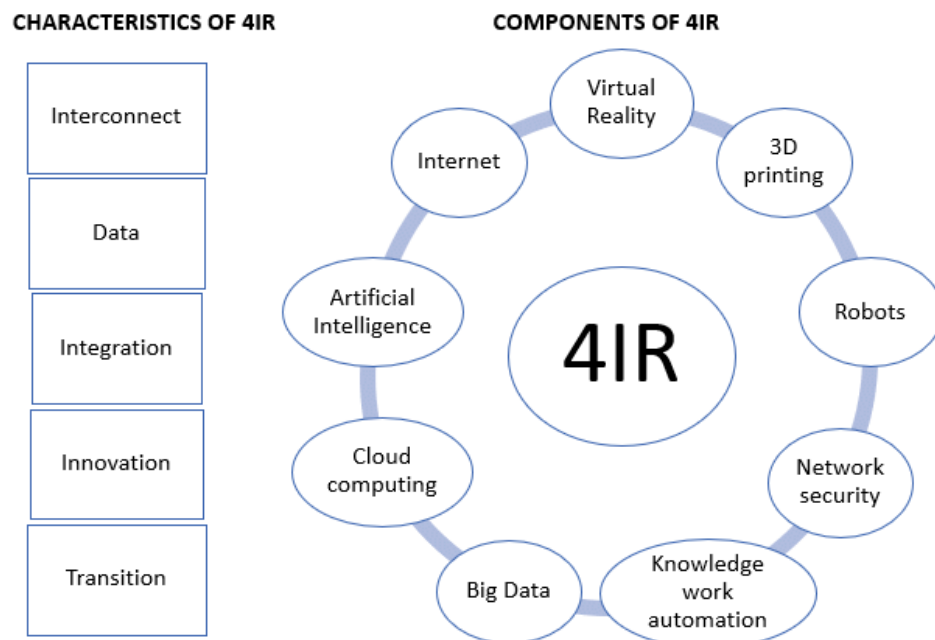 CHARACTERISTICS OF 4IR
Interconnect
Data
Integration
Innovation
Transition
COMPONENTS OF 4IR
Virtual
Reality
3D
printing
Robots
Network
security
Knowledge
work
automation
Big Data
Cloud
computing
Artificial
Intelligence
Internet
4IR